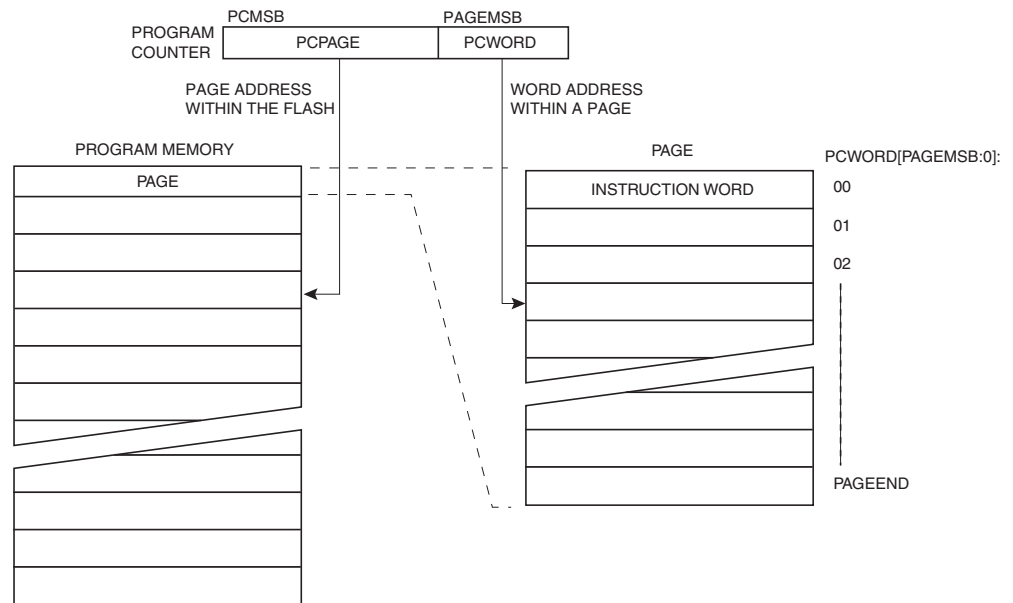 PCMSB
PAGEMSB
PROGRAM
COUNTER
PCPAGE
PCWORD
PAGE ADDRESS
WITHIN THE FLASH
WORD ADDRESS
WITHIN A PAGE
PROGRAM MEMORY
PAGE
PAGE
INSTRUCTION WORD
PCWORD[PAGEMSB:0]:
00
01
02
PAGEEND